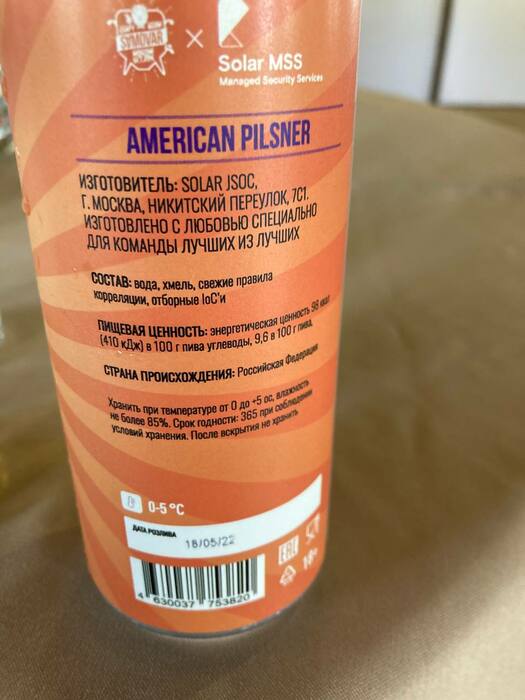 SVMOVAR
×
Solar MSS
Managed Security Services
AMERICAN PILSNER
ИЗГОТОВИТЕЛЬ: SOLAR JSOC,
Г. МОСКВА, НИКИТСКИЙ ПЕРЕУЛОК, 7С1.
ИЗГОТОВЛЕНО С ЛЮБОВЬЮ СПЕЦИАЛЬНО
ДЛЯ КОМАНДЫ ЛУЧШИХ ИЗ ЛУЧШИХ
СОСТАВ: вода, хмель, свежие правила
корреляции, отборные IoC'и
ПИЩЕВАЯ ЦЕННОСТЬ: энергетическая ценность 98 ккал
(410 кДж) в 100 г пива углеводы, 9,6 в 100 г пива.
СТРАНА ПРОИСХОЖДЕНИЯ: Российская Федерация
Хранить при температуре от 0 до +5 ос, влажность
не более 85%. Срок годности: 365 при соблюдении
условий хранения. После вскрытия не хранить
0-5 °C
ДАТА РОЗЛИВА
18/05/22
EAC
18+
4 630037 753820